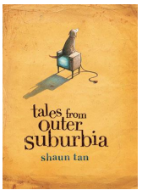 tales from
outer
suburbia
shaun tan